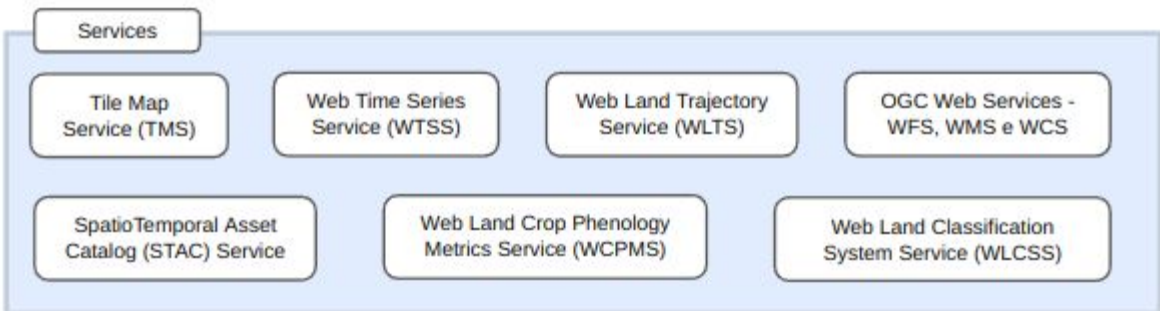 Services
Tile Map
Service (TMS)
Web Time Series
Service (WTSS)
Web Land Trajectory
Service (WLTS)
OGC Web Services -
WFS, WMS e WCS
SpatioTemporal Asset
Catalog (STAC) Service
Web Land Crop Phenology
Metrics Service (WCPMS)
Web Land Classification
System Service (WLCSS)